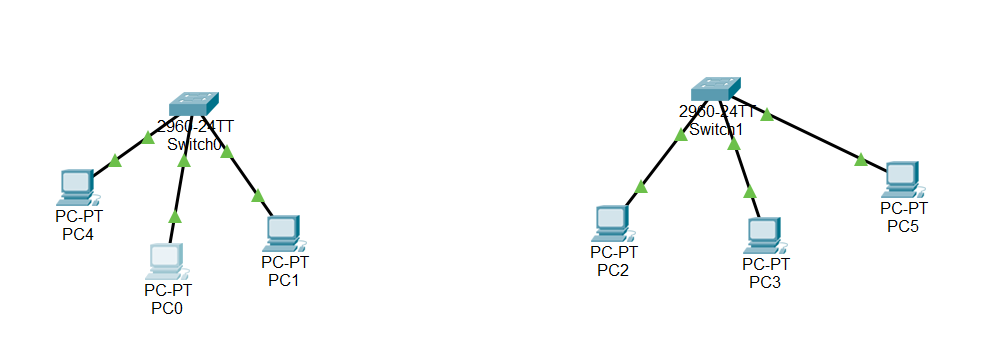 2960-24TT
Switch0
PC-PT
PC4
PC-PT
PC0
PC-PT
PC1
2960-24TT
Switch1
PC-PT
PC2
PC-PT
PC3
PC-PT
PC5